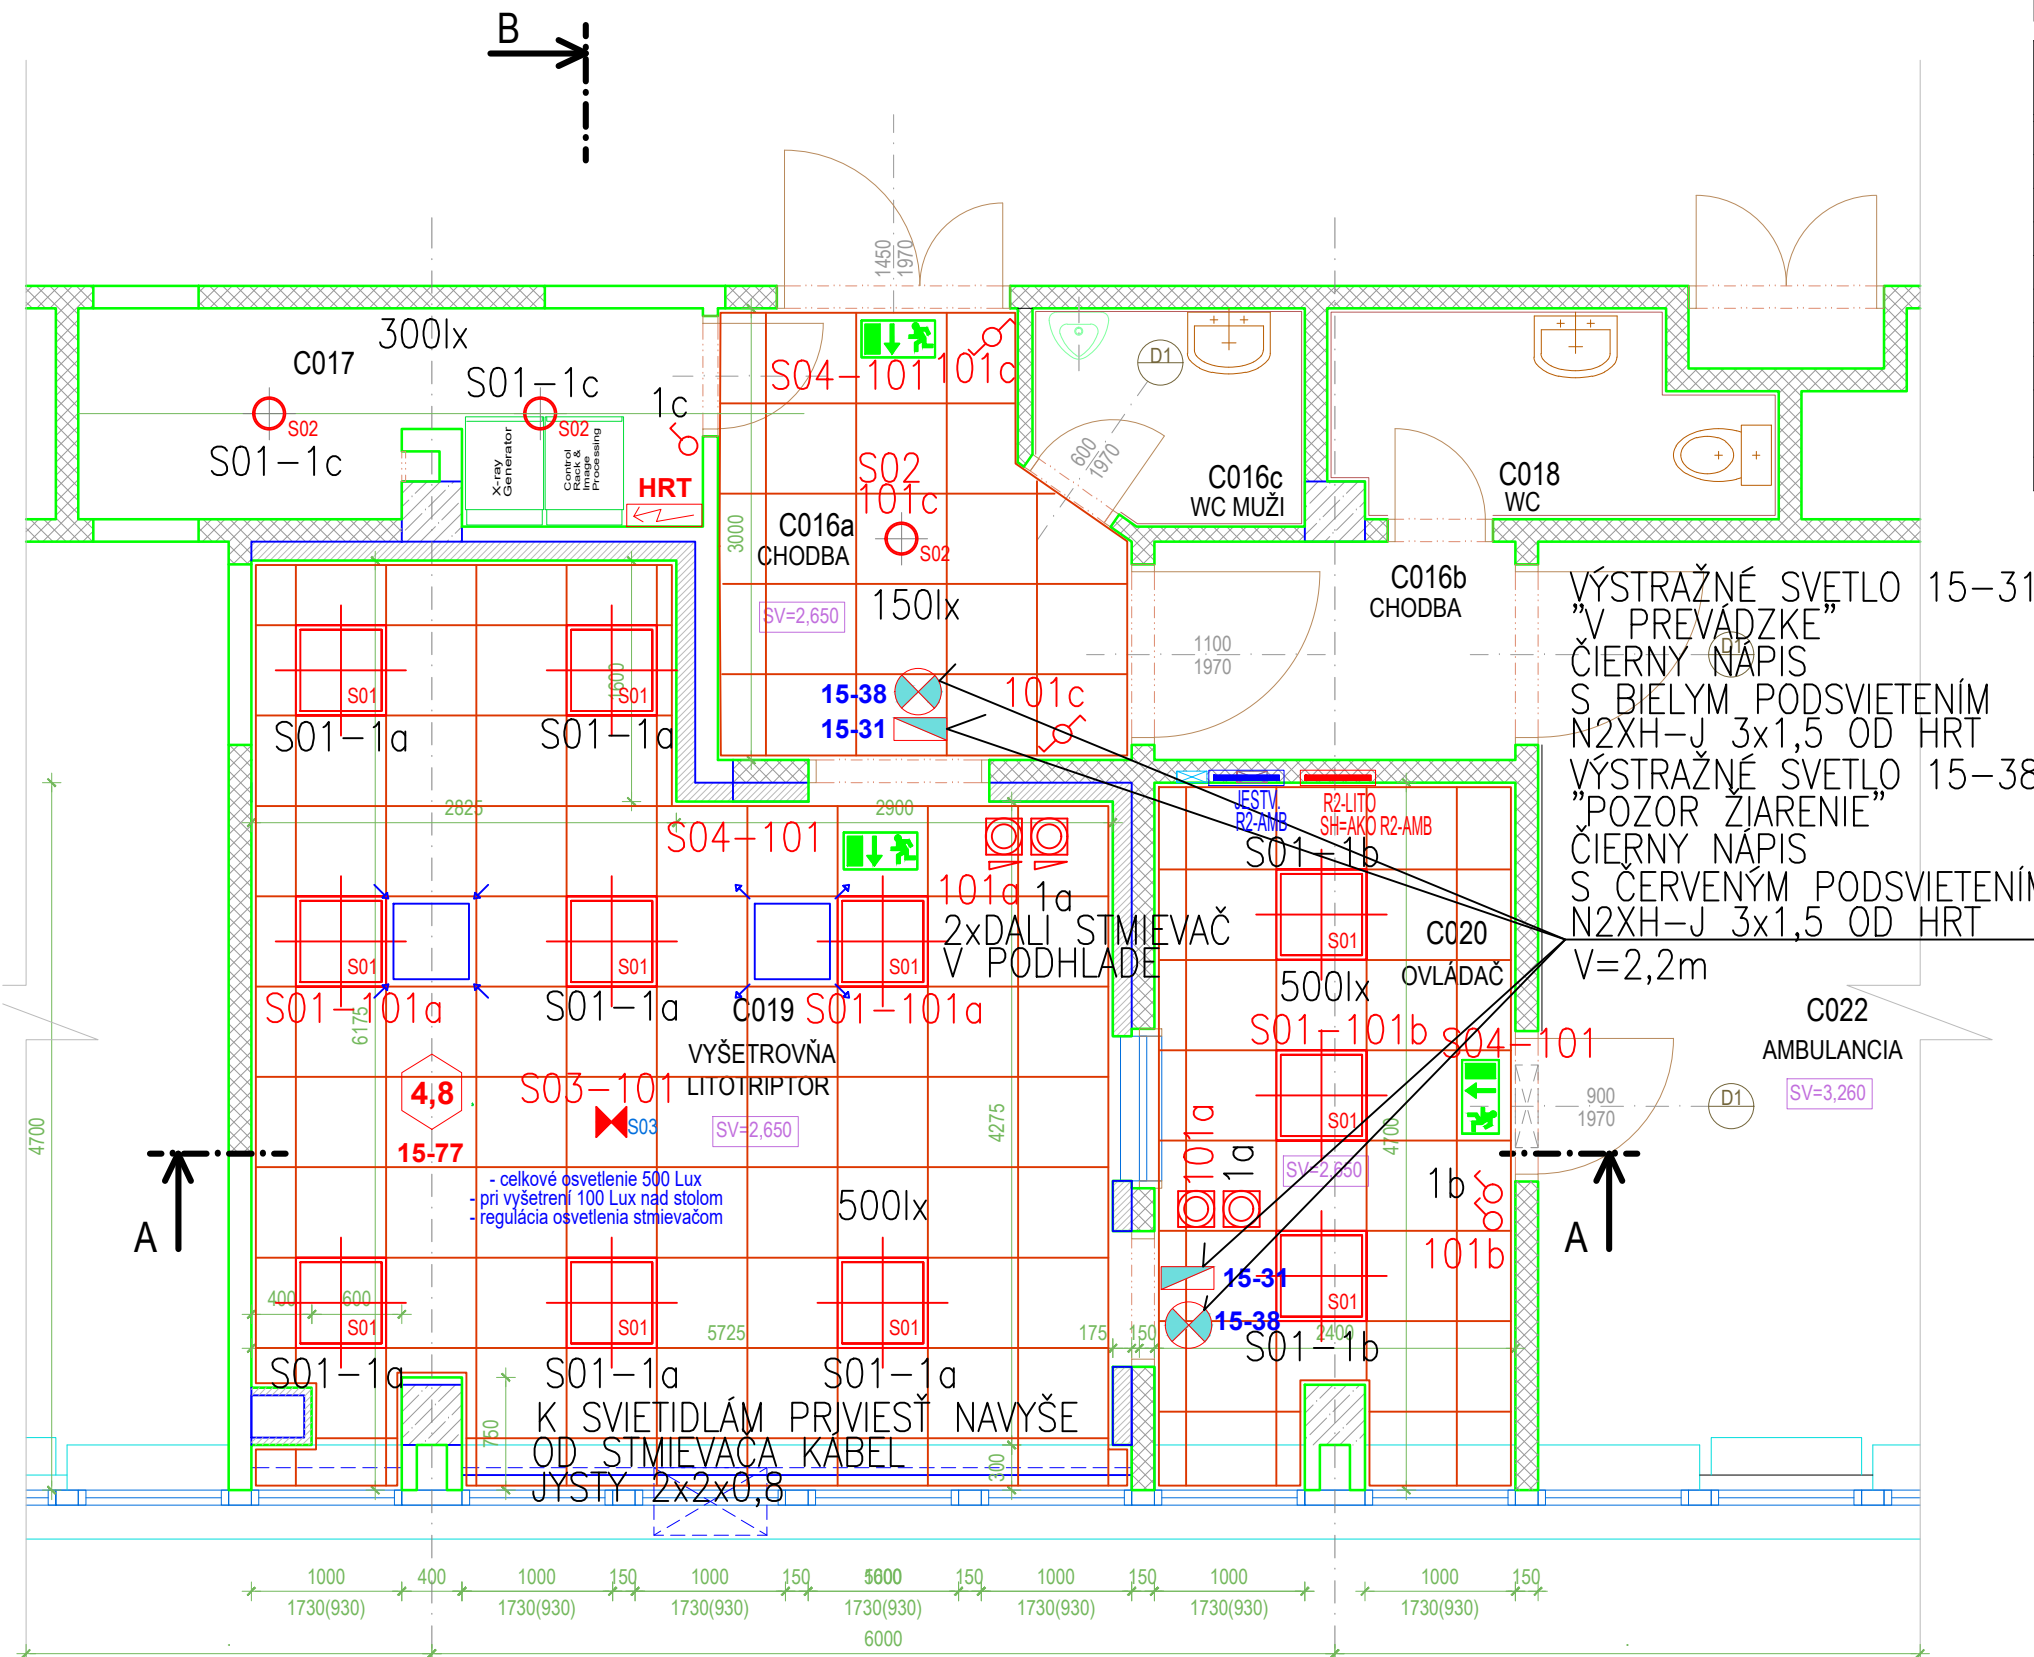 B
1450
1970
300lx
C017
S01-1c
S02
S01-1c
S02
1c
X-ray
Generator
Control
Rack &
Image
Processing
HRT
S04-101
101c
S02
101c
S02
C016a
CHODBA
3000
SV=2,650
150lx
15-38
15-31
101c
D1
600
1970
C016c
WC MUŽI
C018
WC
C016b
CHODBA
1100
1970
D1
VÝSTRAŽNÉ SVETLO 15-31
"V PREVÁDZKE"
ČIERNY NÁPIS
S BIELYM PODSVIETENÍM
N2XH-J 3x1,5 OD HRT
VÝSTRAŽNÉ SVETLO 15-38
"POZOR ŽIARENIE"
ČIERNY NÁPIS
S ČERVENÝM PODSVIETENÍM
N2XH-J 3x1,5 OD HRT
V=2,2m
S01
S01
1600
S01-1a
S01-1a
2825
2900
S04-101
101a
1a
2xDALI STMIEVAČ
V PODHLADE
JESTV.
R2-AMB
R2-LITO
SH=AKO R2-AMB
S01-1b
S01
C020
OVLÁDAČ
500lx
S01-101b
S04-101
S01
S01
S01
S01
S01-101a
S01-1a
S01-101a
6175
C019
VYŠETROVŇA
LITOTRIPTOR
SV=2,650
4,8
15-77
S03-101
S03
4275
4700
4700
C022
AMBULANCIA
SV=3,260
900
1970
D1
- celkové osvetlenie 500 Lux
- pri vyšetrení 100 Lux nad stolom
- regulácia osvetlenia stmievačom
500lx
101a
1a
SV=2,650
1b
101b
A
A
15-31
15-38
S01
S01-1b
400
600
S01
S01
S01
5725
175
150
2400
S01-1a
S01-1a
S01-1a
750
300
K SVIETIDLÁM PRIVIESŤ NAVYŠE
OD STMIEVAČA KÁBEL
JYSTY 2x2x0,8
1000
400
1000
150
1000
150
1000
150
1000
150
1000
1000
150
1730(930)
1730(930)
1730(930)
1730(930)
1730(930)
1730(930)
1730(930)
6000